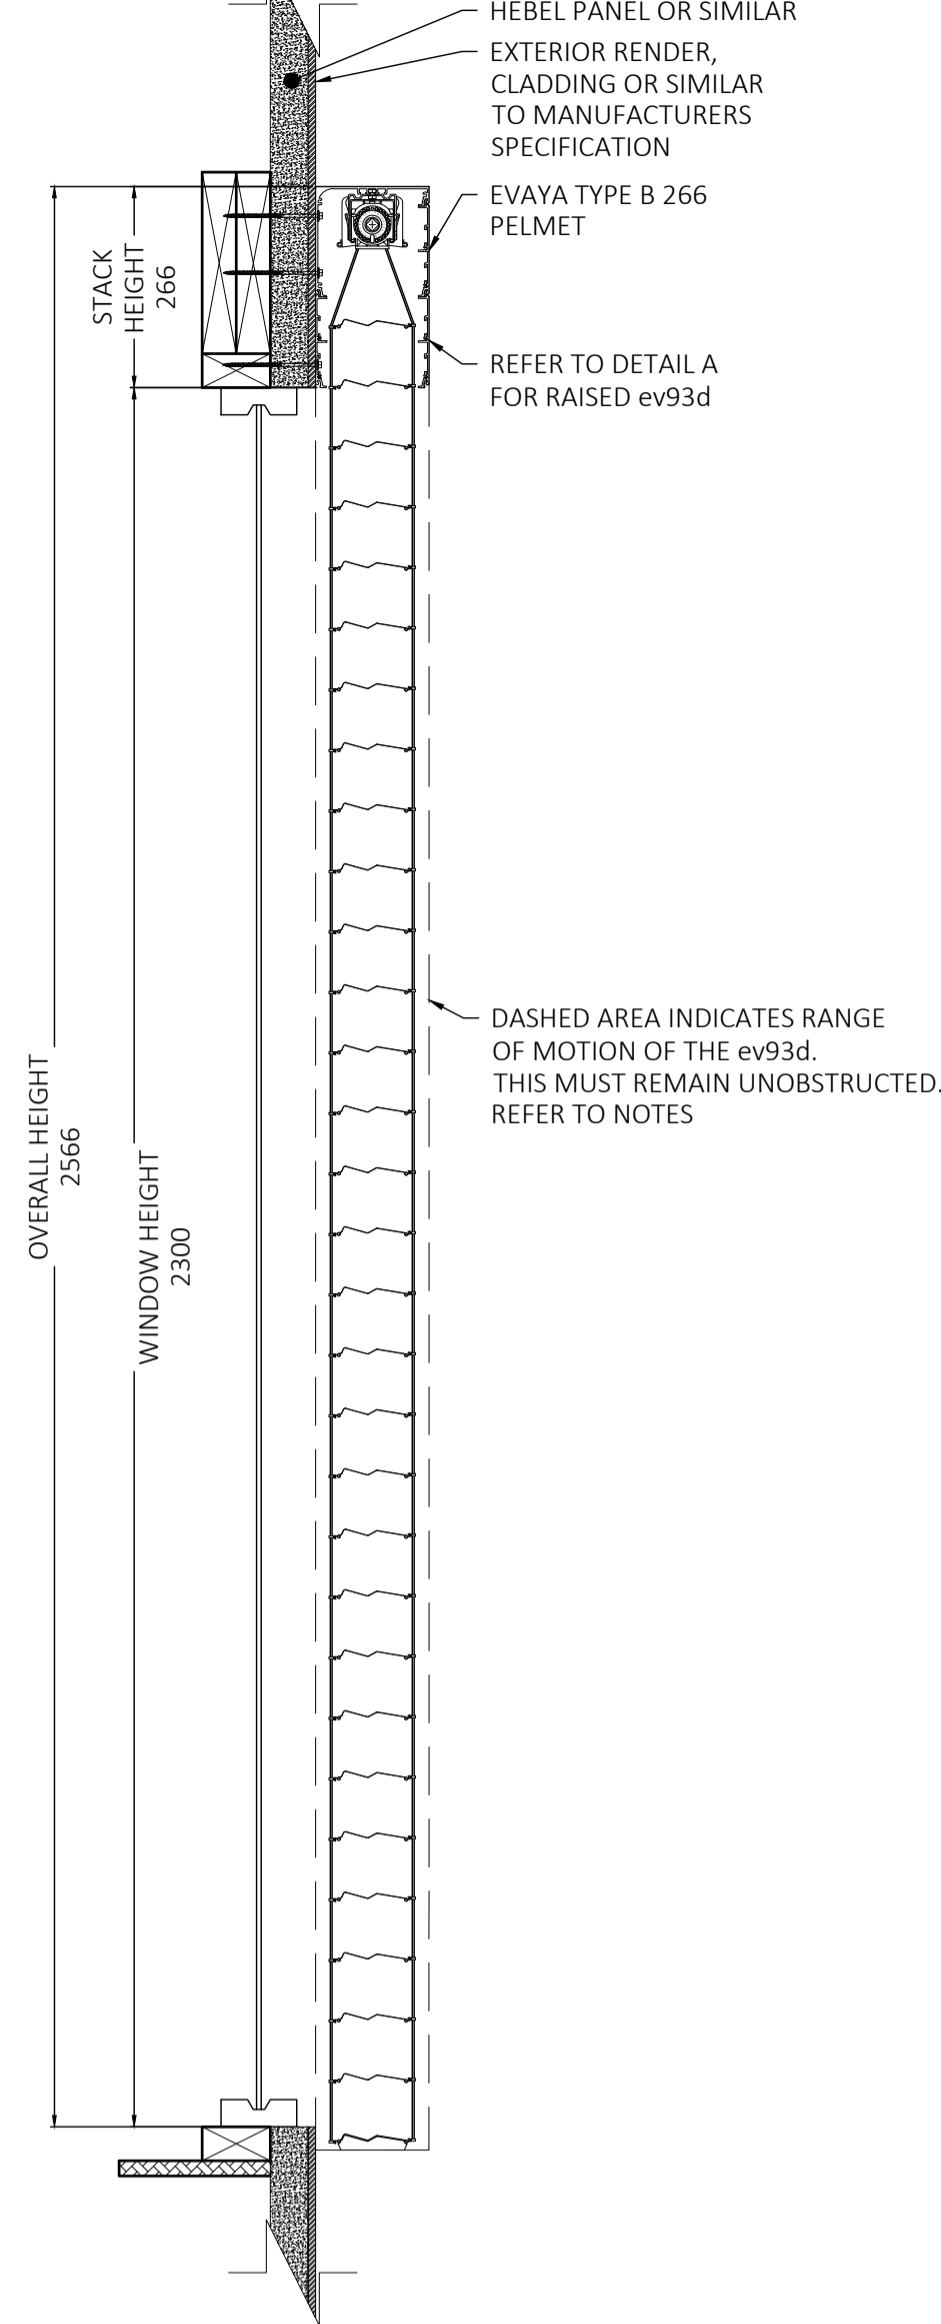 HEBEL PANEL OR SIMILAR
EXTERIOR RENDER,
CLADDING OR SIMILAR
TO MANUFACTURERS
SPECIFICATION
EVAYA TYPE B 266
PELMET
STACK
HEIGHT
266
REFER TO DETAIL A
FOR RAISED ev93d
DASHED AREA INDICATES RANGE
OF MOTION OF THE ev93d.
THIS MUST REMAIN UNOBSTRUCTED.
REFER TO NOTES
OVERALL HEIGHT
2566
WINDOW HEIGHT
2300